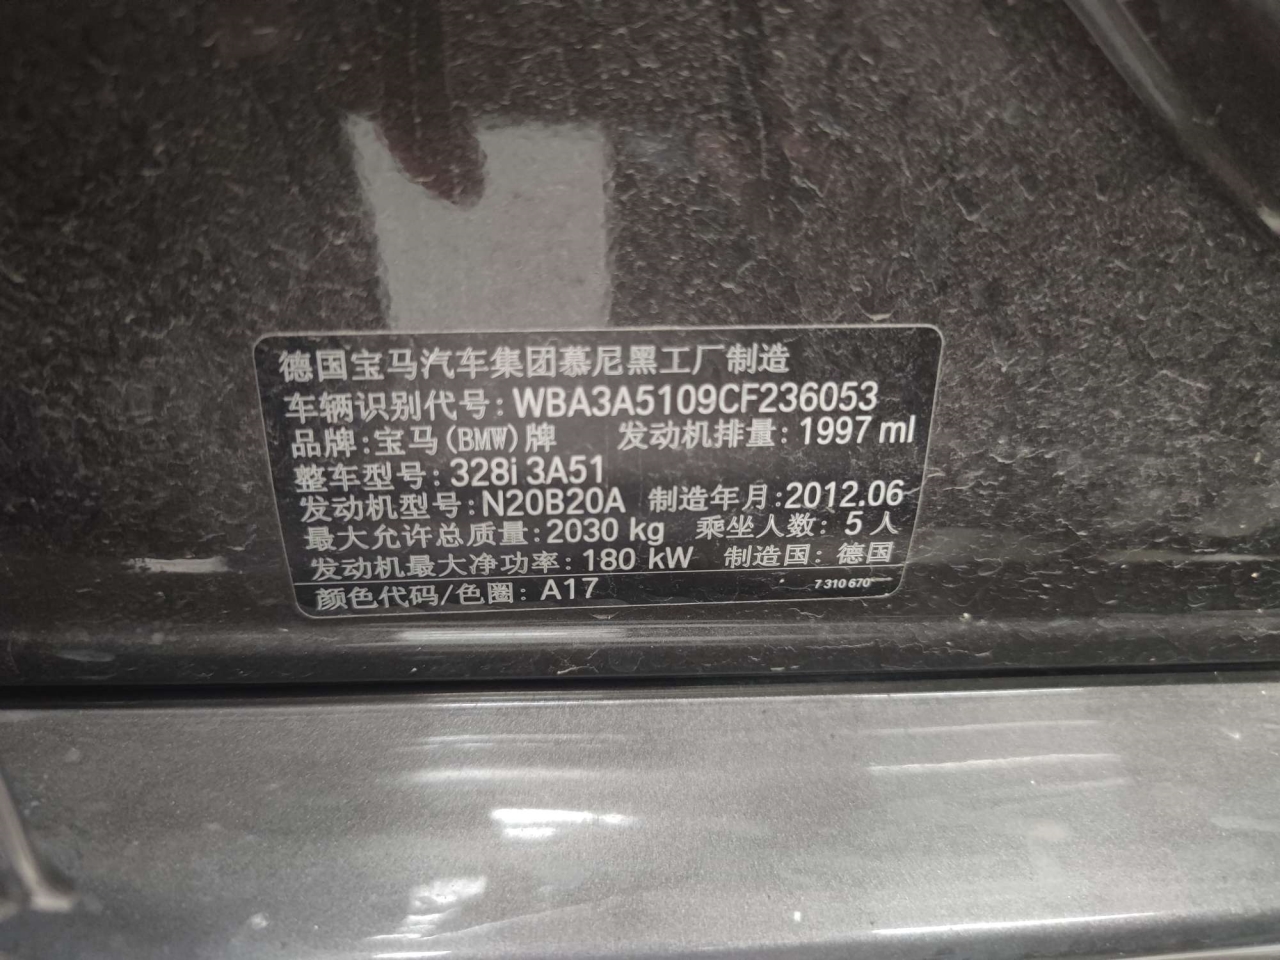 德国宝马汽车集团慕尼黑工厂制造
车辆识别代号: WBA3A5109CF236053
品牌:宝马(BMW)牌 发动机排量: 1997 ml
整车型号: 328i 3A51
发动机型号: N20B20A 制造年月:2012.06
最大允许总质量: 2030 kg 乘坐人数: 5 人
发动机最大净功率: 180 kW 制造国: 德国
颜色代码/色圈: A17 7 310 670